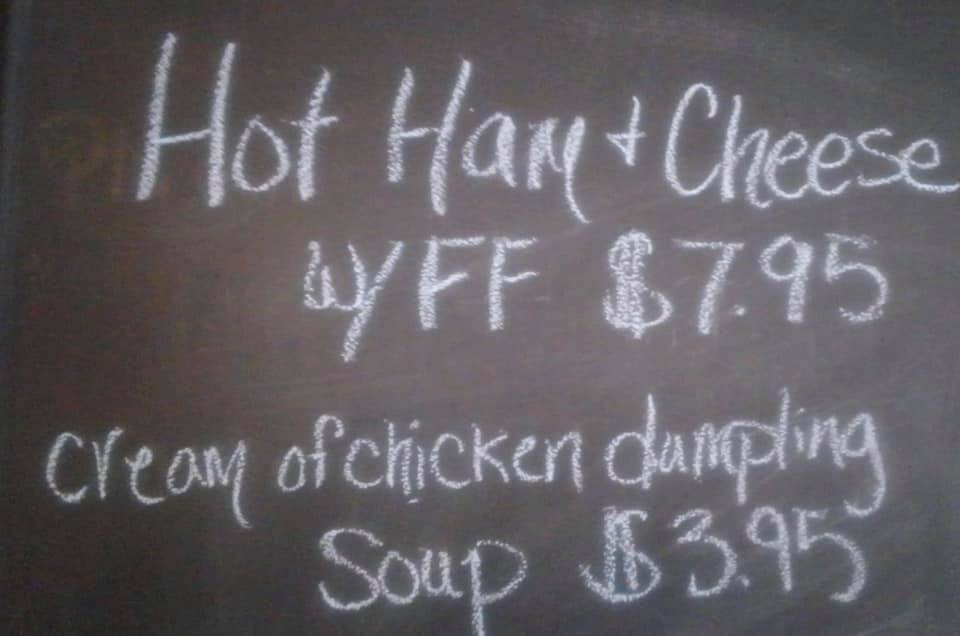 Hot Ham + Cheese
w/ FF $7.95
cream of chicken dumpling
Soup $3.95